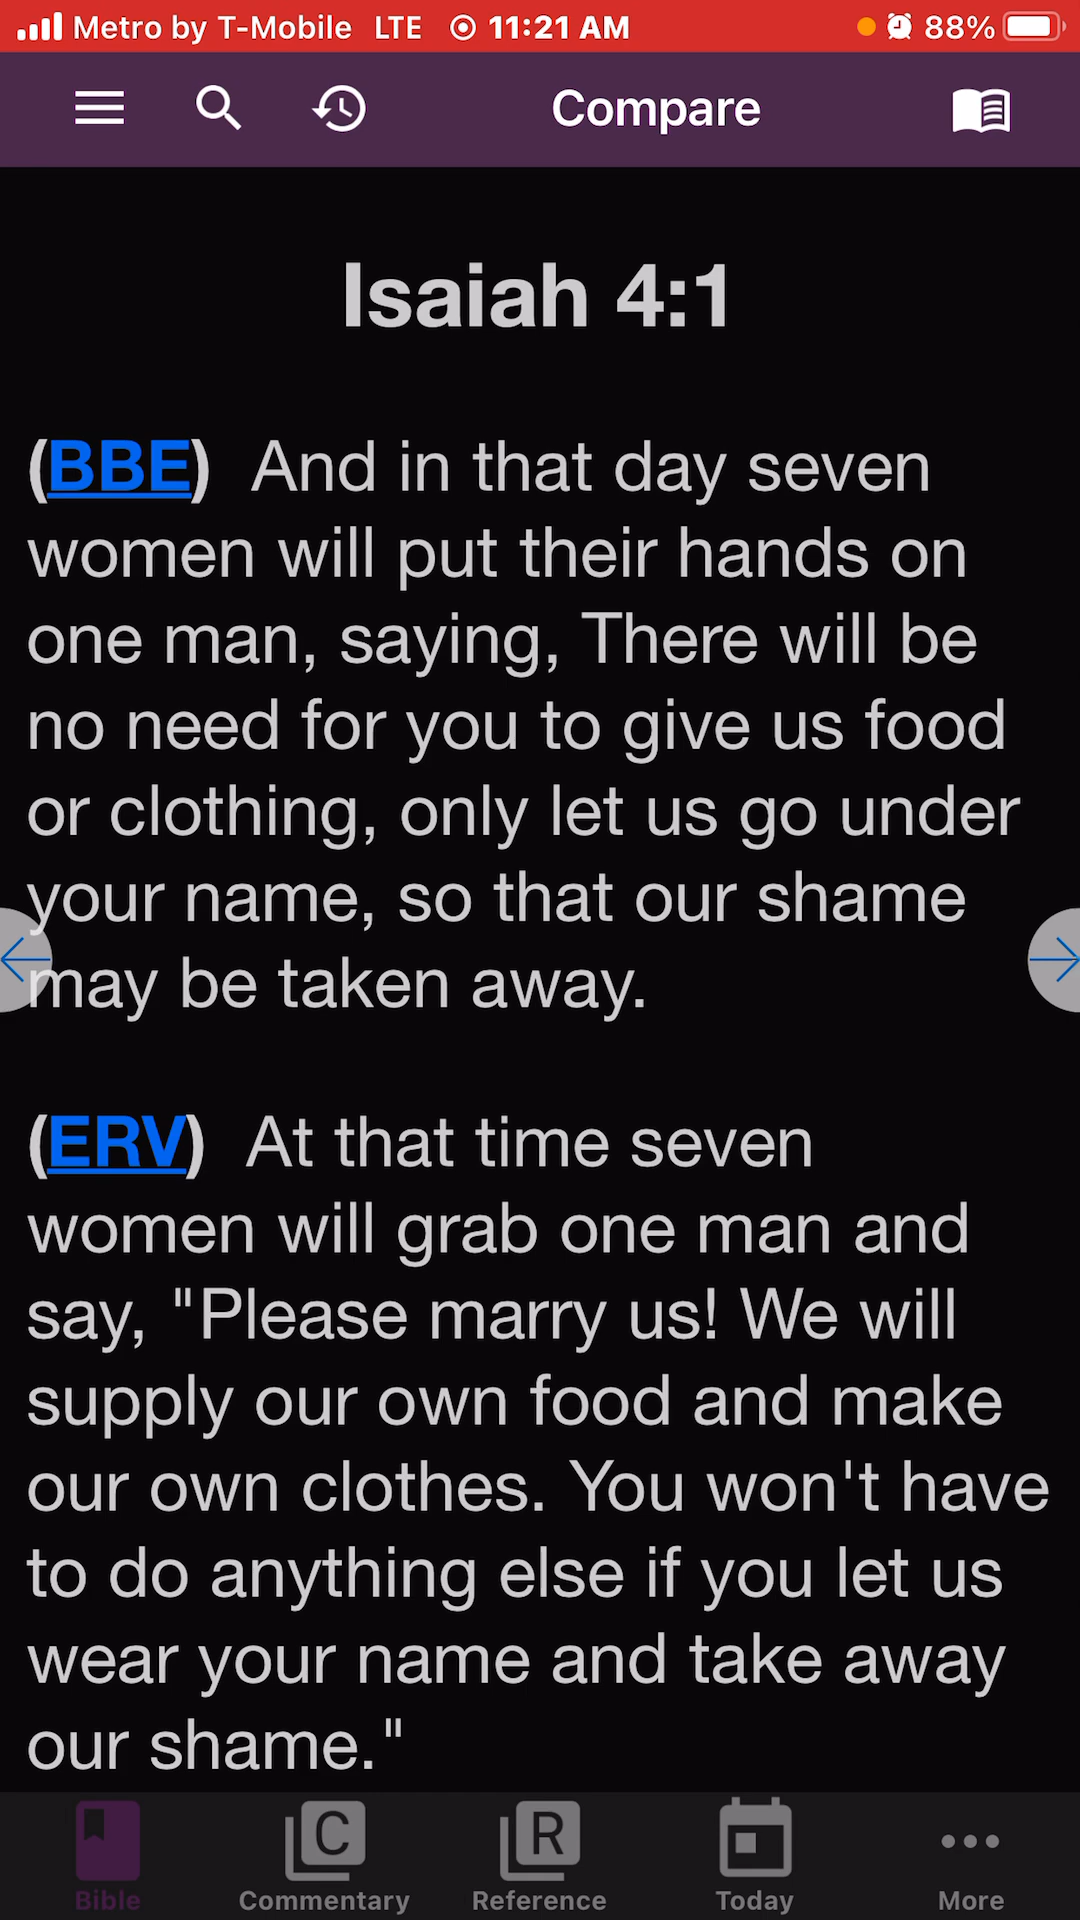 Metro by T-Mobile LTE 11:21 AM 88%
Compare
Isaiah 4:1
(BBE) And in that day seven
women will put their hands on
one man, saying, There will be
no need for you to give us food
or clothing, only let us go under
your name, so that our shame
may be taken away.
(ERV) At that time seven
women will grab one man and
say, "Please marry us! We will
supply our own food and make
our own clothes. You won't have
to do anything else if you let us
wear your name and take away
our shame."
C R
Bible Commentary Reference Today More